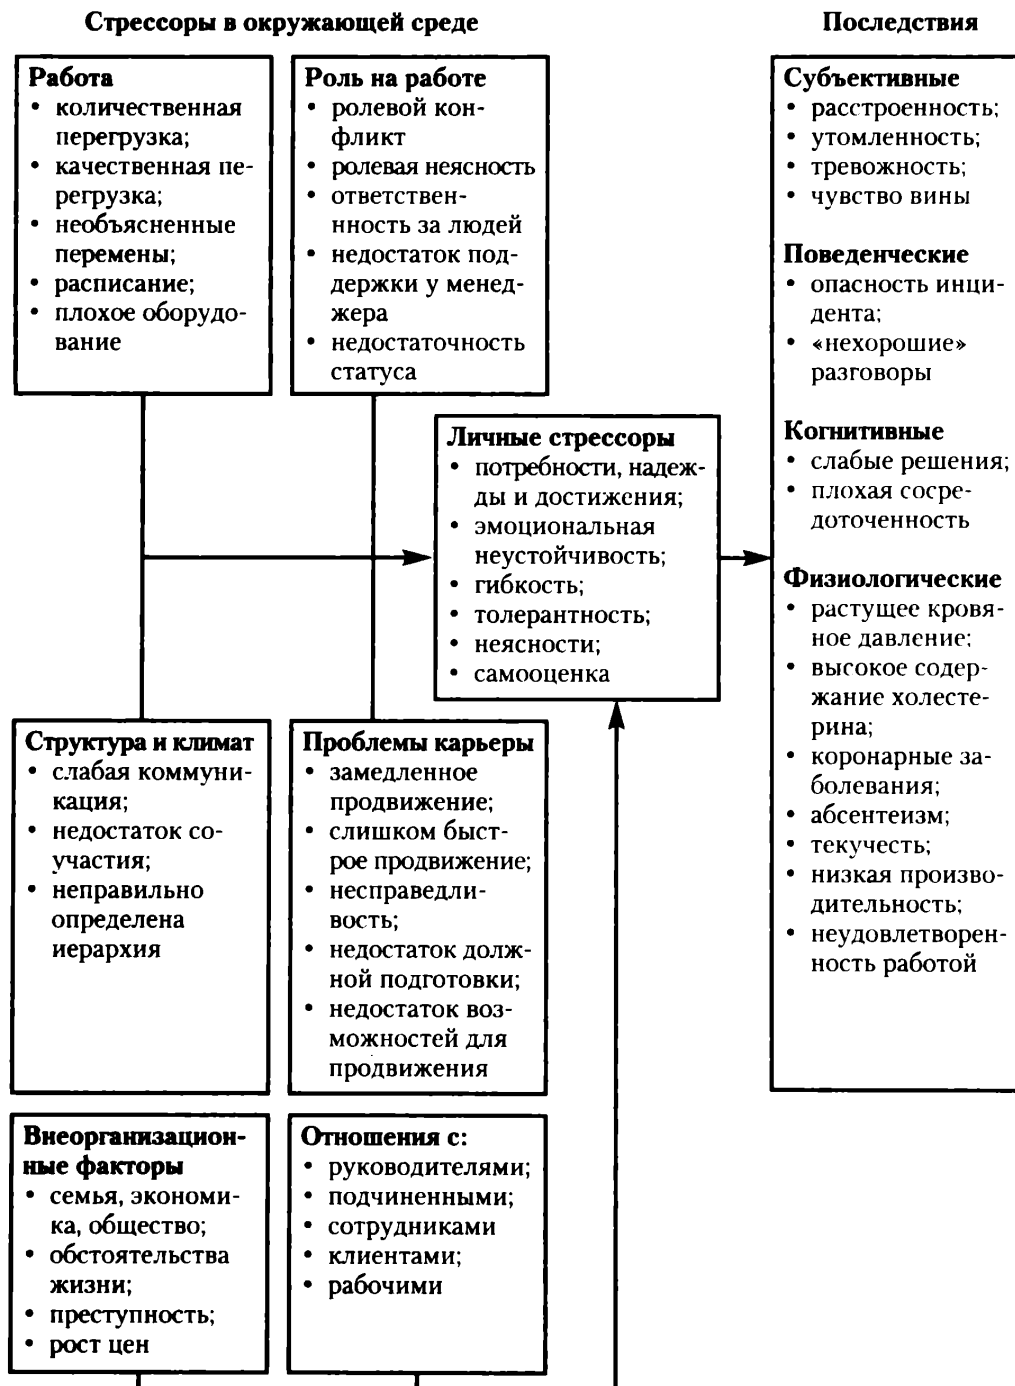 Стрессоры в окружающей среде
Последствия
Работа
• количественная
перегрузка;
• качественная пе-
регрузка;
• необъясненные
перемены;
• расписание;
• плохое оборудо-
вание
Роль на работе
• ролевой кон-
фликт
• ролевая неясность
• ответствен-
ность за людей
• недостаток под-
держки у менед-
жера
• недостаточность
статуса
Личные стрессоры
• потребности, надеж-
ды и достижения;
• эмоциональная
неустойчивость;
• гибкость;
• толерантность;
• неясности;
• самооценка
Субъективные
• расстроенность;
• утомленность;
• тревожность;
• чувство вины
Поведенческие
• опасность инци-
дента;
• «нехорошие»
разговоры
Когнитивные
• слабые решения;
• плохая сосре-
доточенность
Физиологические
• растущее кровя-
ное давление;
• высокое содер-
жание холесте-
рина;
• коронарные за-
болевания;
• абсентеизм;
• текучесть;
• низкая произво-
дительность;
• неудовлетворен-
ность работой
Структура и климат
• слабая коммуни-
кация;
• недостаток со-
участия;
• неправильно
определена
иерархия
Проблемы карьеры
• замедленное
продвижение;
• слишком быст-
рое продвижение;
• несправедли-
вость;
• недостаток долж-
ной подготовки;
• недостаток воз-
можностей для
продвижения
Внеорганизацион-
ные факторы
• семья, экономи-
ка, общество;
• обстоятельства
жизни;
• преступность;
• рост цен
Отношения с:
• руководителями;
• подчиненными;
• сотрудниками
• клиентами;
• рабочими